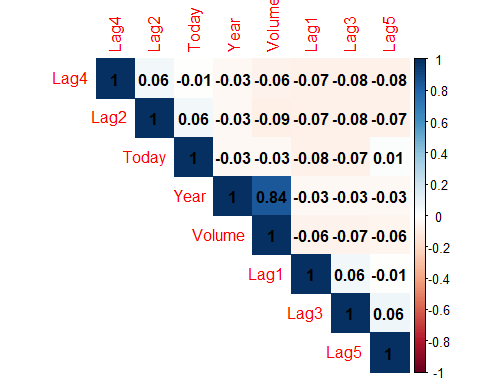 Lag4 Lag2 Today Year Volume Lag1 Lag3 Lag5
Lag4 1 0.06 -0.01 -0.03 -0.06 -0.07 -0.08 -0.08
Lag2 1 0.06 -0.03 -0.09 -0.07 -0.08 -0.07
Today 1 -0.03 -0.03 -0.08 -0.07 0.01
Year 1 0.84 -0.03 -0.03 -0.03
Volume 1 -0.06 -0.07 -0.06
Lag1 1 0.06 -0.01
Lag3 1 0.06
Lag5 1
1
0.8
0.6
0.4
0.2
0
-0.2
-0.4
-0.6
-0.8
-1